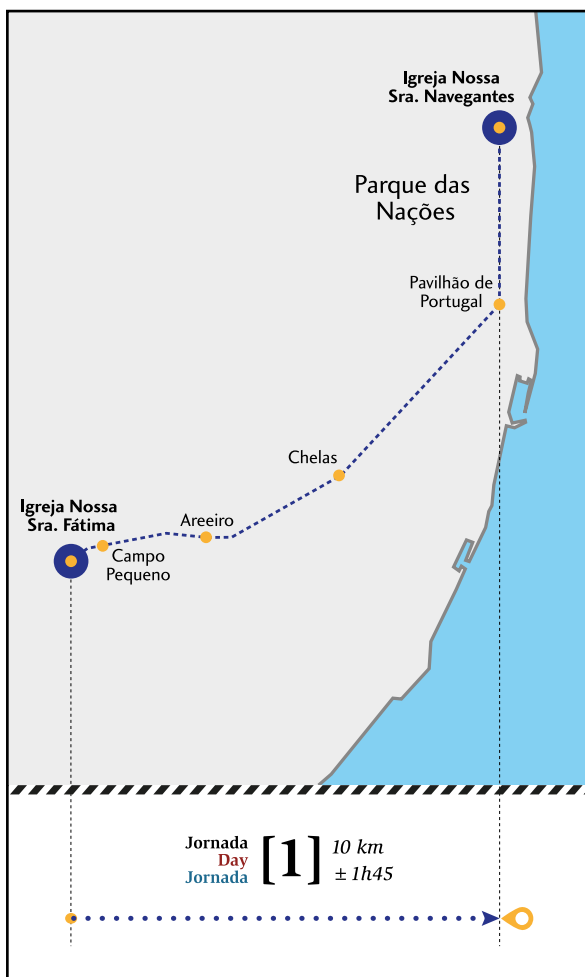 Igreja Nossa
Sra. Navegantes
Parque das
Nações
Pavilhão de
Portugal
Chelas
Igreja Nossa
Sra. Fátima
Areeiro
Campo
Pequeno
Jornada
Day
Jornada
[1]
10 km
± 1h45